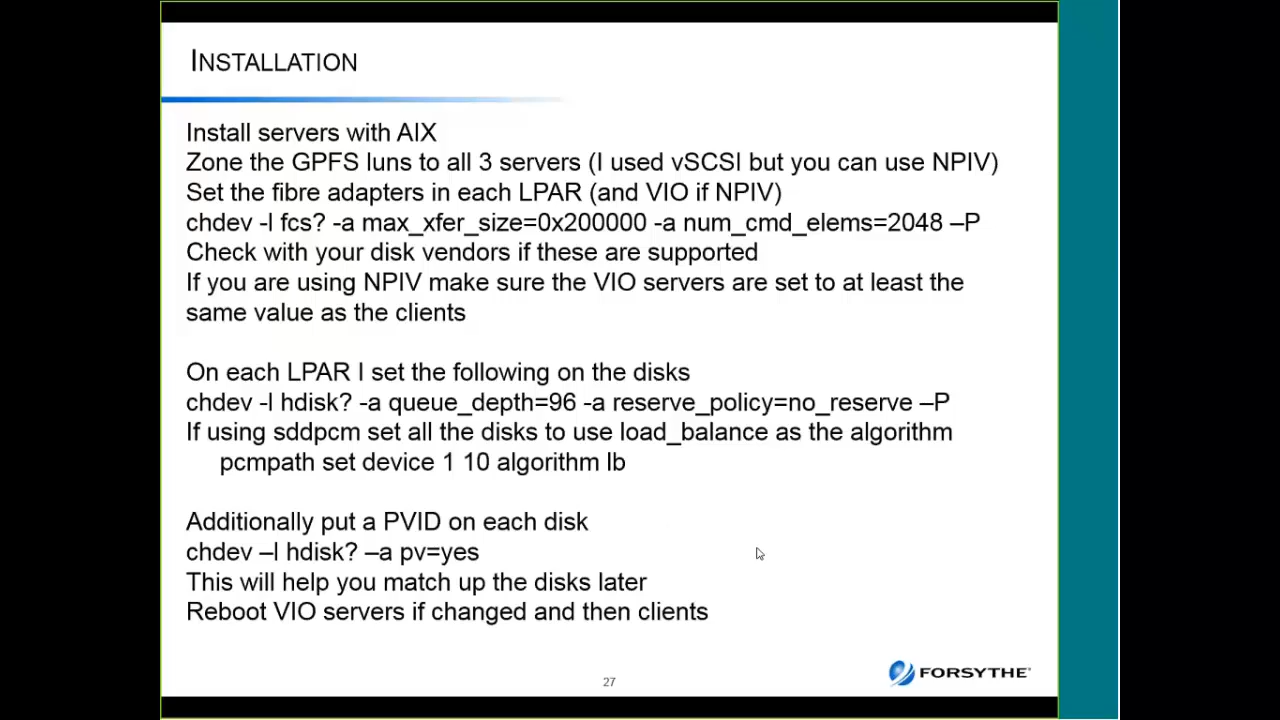 INSTALLATION
Install servers with AIX
Zone the GPFS luns to all 3 servers (I used vSCSI but you can use NPIV)
Set the fibre adapters in each LPAR (and VIO if NPIV)
chdev -l fcs? -a max_xfer_size=0x200000 -a num_cmd_elems=2048 –P
Check with your disk vendors if these are supported
If you are using NPIV make sure the VIO servers are set to at least the
same value as the clients
On each LPAR I set the following on the disks
chdev -l hdisk? -a queue_depth=96 -a reserve_policy=no_reserve –P
If using sddpcm set all the disks to use load_balance as the algorithm
pcmpath set device 1 10 algorithm lb
Additionally put a PVID on each disk
chdev –l hdisk? –a pv=yes
This will help you match up the disks later
Reboot VIO servers if changed and then clients
27
FORSYTHE